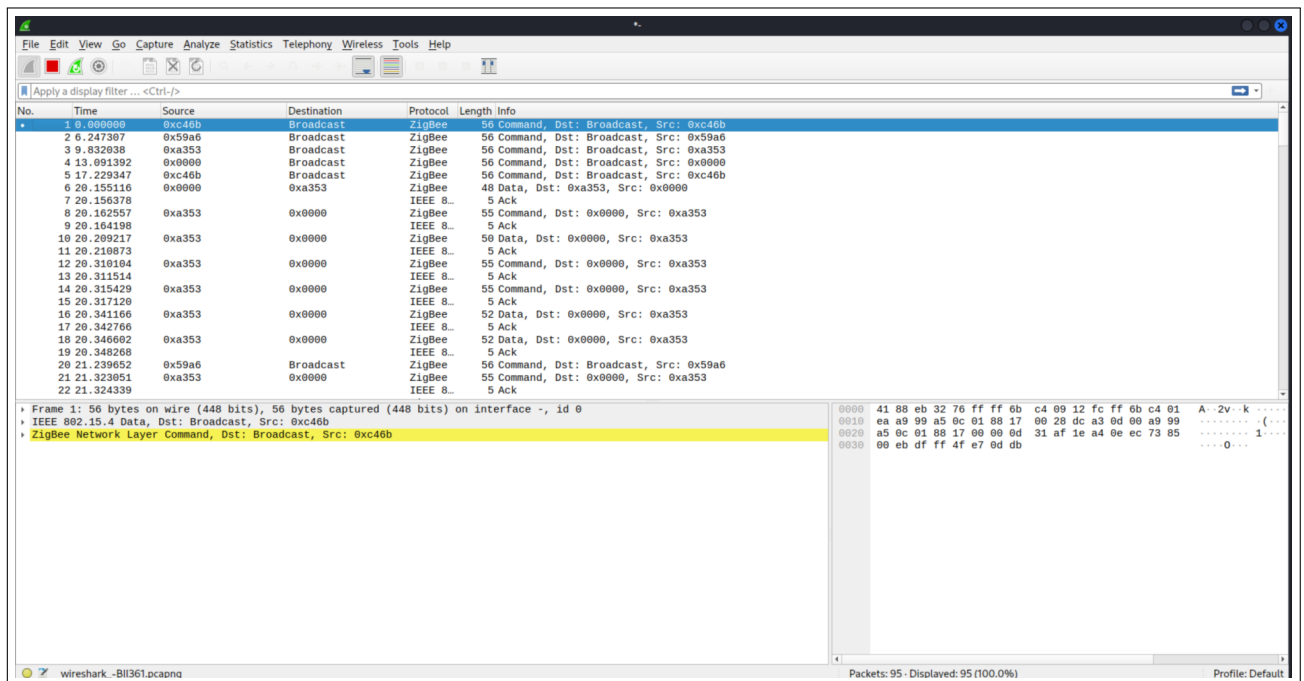 *-
File Edit View Go Capture Analyze Statistics Telephony Wireless Tools Help
Apply a display filter ... <Ctrl-/>
No. Time Source Destination Protocol Length Info
1 0.000000 0xc46b Broadcast ZigBee 56 Command, Dst: Broadcast, Src: 0xc46b
2 6.247307 0x59a6 Broadcast ZigBee 56 Command, Dst: Broadcast, Src: 0x59a6
3 9.832038 0xa353 Broadcast ZigBee 56 Command, Dst: Broadcast, Src: 0xa353
4 13.091392 0x0000 Broadcast ZigBee 56 Command, Dst: Broadcast, Src: 0x0000
5 17.229347 0xc46b Broadcast ZigBee 56 Command, Dst: Broadcast, Src: 0xc46b
6 20.155116 0x0000 0xa353 ZigBee 48 Data, Dst: 0xa353, Src: 0x0000
7 20.156378 IEEE 8… 5 Ack
8 20.162557 0xa353 0x0000 ZigBee 55 Command, Dst: 0x0000, Src: 0xa353
9 20.164198 IEEE 8… 5 Ack
10 20.209217 0xa353 0x0000 ZigBee 50 Data, Dst: 0x0000, Src: 0xa353
11 20.210873 IEEE 8… 5 Ack
12 20.310104 0xa353 0x0000 ZigBee 55 Command, Dst: 0x0000, Src: 0xa353
13 20.311514 IEEE 8… 5 Ack
14 20.315429 0xa353 0x0000 ZigBee 55 Command, Dst: 0x0000, Src: 0xa353
15 20.317120 IEEE 8… 5 Ack
16 20.341166 0xa353 0x0000 ZigBee 52 Data, Dst: 0x0000, Src: 0xa353
17 20.342766 IEEE 8… 5 Ack
18 20.346602 0xa353 0x0000 ZigBee 52 Data, Dst: 0x0000, Src: 0xa353
19 20.348268 IEEE 8… 5 Ack
20 21.239652 0x59a6 Broadcast ZigBee 56 Command, Dst: Broadcast, Src: 0x59a6
21 21.323051 0xa353 0x0000 ZigBee 55 Command, Dst: 0x0000, Src: 0xa353
22 21.324339 IEEE 8… 5 Ack
Frame 1: 56 bytes on wire (448 bits), 56 bytes captured (448 bits) on interface -, id 0
IEEE 802.15.4 Data, Dst: Broadcast, Src: 0xc46b
ZigBee Network Layer Command, Dst: Broadcast, Src: 0xc46b
0000 41 88 eb 32 76 ff ff 6b c4 09 12 fc ff 6b c4 01 A··2v··k ·····
0010 ea a9 99 a5 0c 01 88 17 00 28 dc a3 0d 00 a9 99 ········ ·(···
0020 a5 0c 01 88 17 00 00 0d 31 af 1e a4 0e ec 73 85 ········ 1····
0030 00 eb df ff 4f e7 0d db ····O···
wireshark_-BII361.pcapng
Packets: 95 · Displayed: 95 (100.0%)
Profile: Default